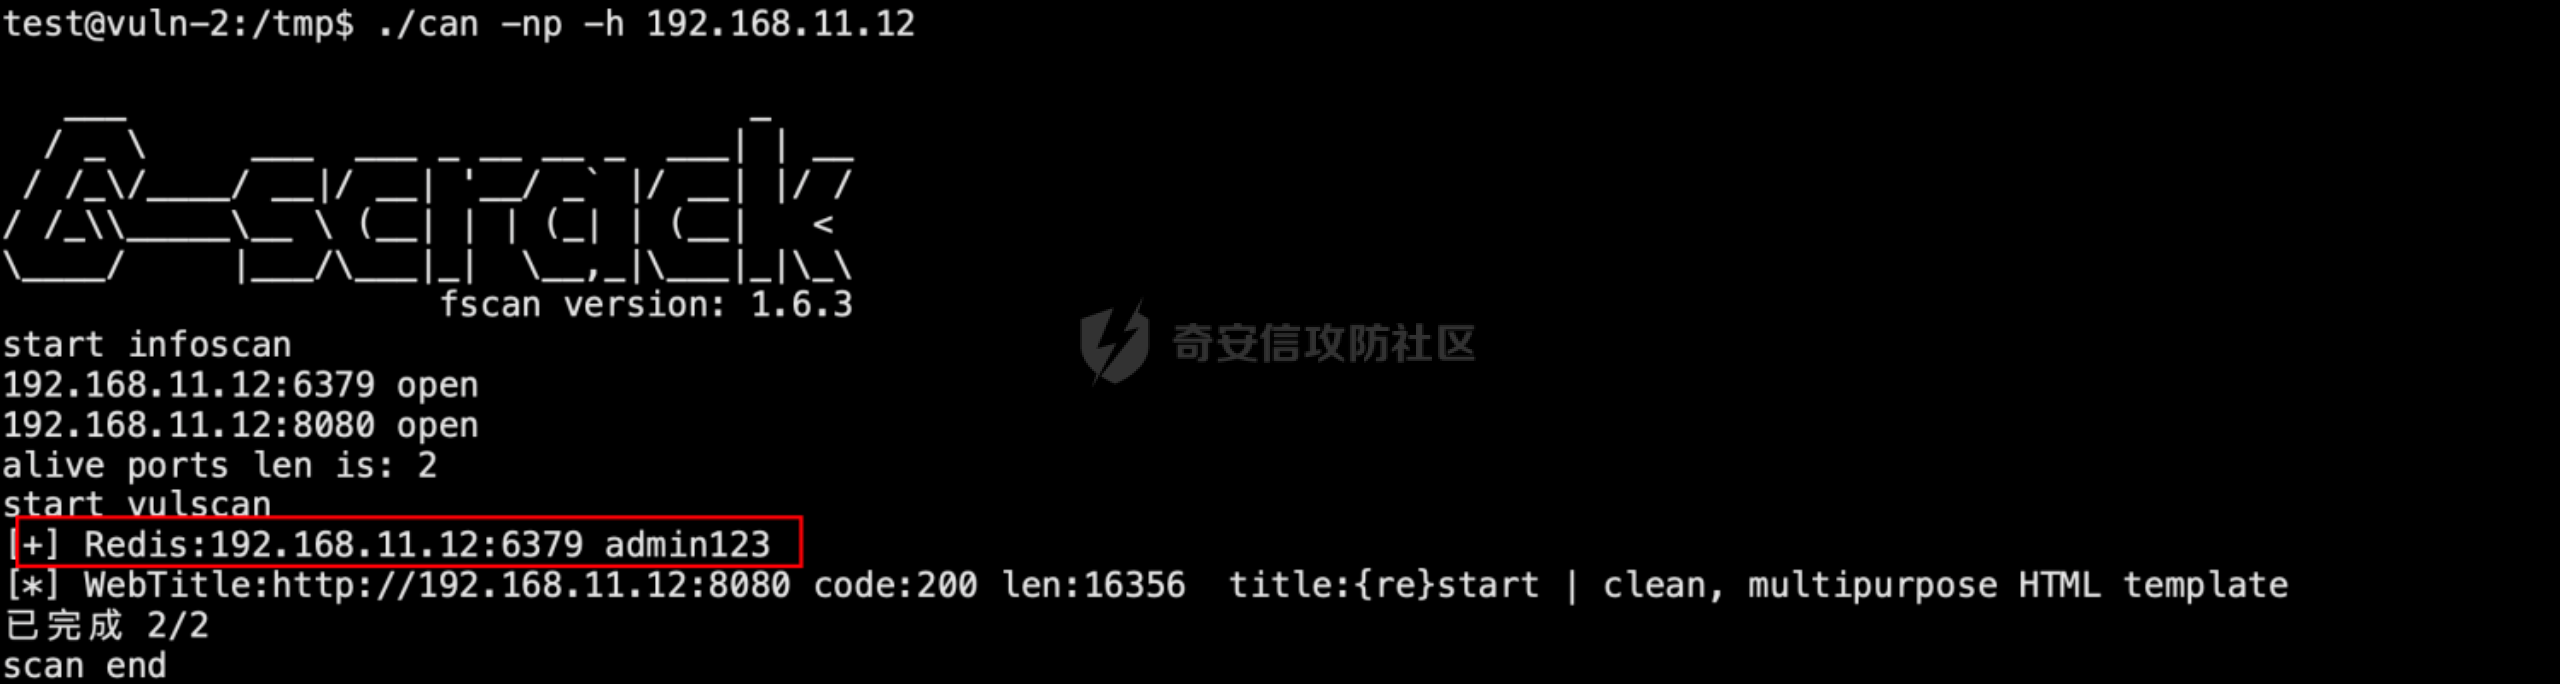 test@vuln-2:/tmp$ ./can -np -h 192.168.11.12
fscan version: 1.6.3
start infoscan
192.168.11.12:6379 open
192.168.11.12:8080 open
alive ports len is: 2
start vulscan
[+] Redis:192.168.11.12:6379 admin123
[*] WebTitle:http://192.168.11.12:8080 code:200 len:16356  title:{re}start | clean, multipurpose HTML template
已完成 2/2
scan end
奇安信攻防社区